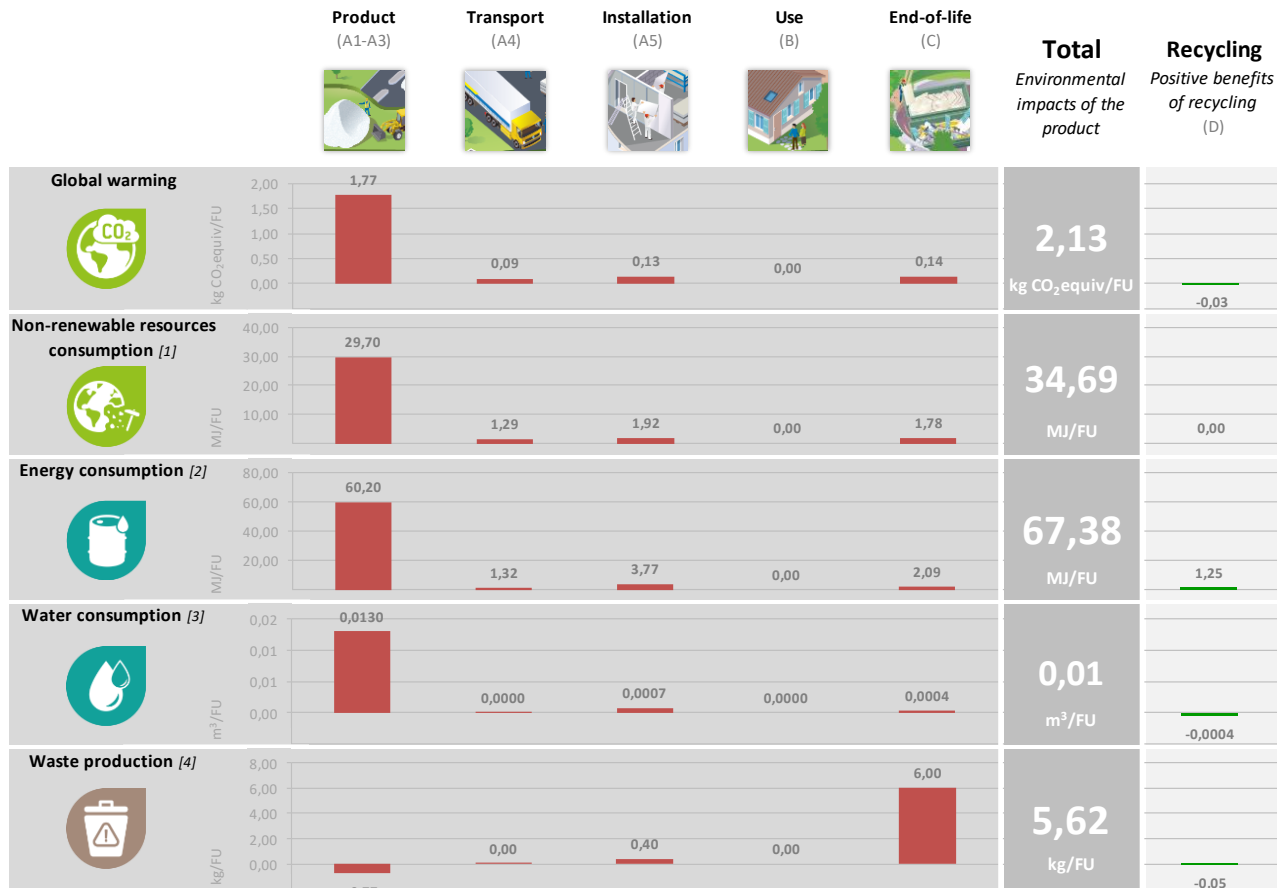 Product
(A1-A3)
Transport
(A4)
Installation
(A5)
Use
(B)
End-of-life
(C)
Total
Environmental
impacts of the
product
Recycling
Positive benefits
of recycling
(D)
Global warming
CO2
kg CO2equiv/FU
2,00
1,50
1,00
0,50
0,00
1,77
0,09
0,13
0,00
0,14
2,13
kg CO2equiv/FU
-0,03
Non-renewable resources
consumption [1]
MJ/FU
40,00
30,00
20,00
10,00
29,70
1,29
1,92
0,00
1,78
34,69
MJ/FU
0,00
Energy consumption [2]
MJ/FU
80,00
60,00
40,00
20,00
60,20
1,32
3,77
0,00
2,09
67,38
MJ/FU
1,25
Water consumption [3]
m3/FU
0,02
0,01
0,01
0,00
0,0130
0,0000
0,0007
0,0000
0,0004
0,01
m3/FU
-0,0004
Waste production [4]
kg/FU
8,00
6,00
4,00
2,00
0,00
0,00
0,40
0,00
6,00
5,62
kg/FU
-0,05